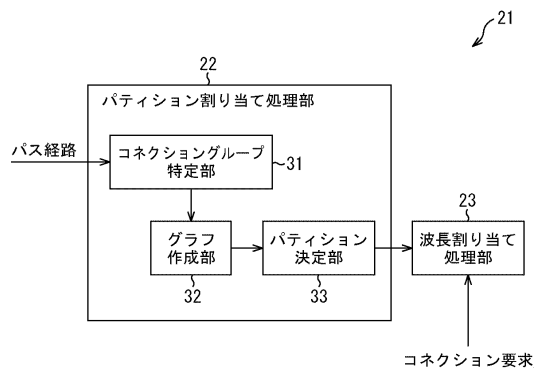 21
22
パティション割り当て処理部
パス経路
コネクショングループ
特定部
31
グラフ
作成部
32
パティション
決定部
33
23
波長割り当て
処理部
コネクション要求